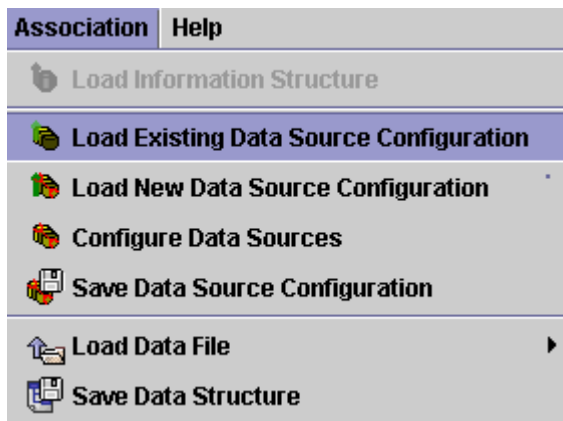 Association Help
Load Information Structure
Load Existing Data Source Configuration
Load New Data Source Configuration
Configure Data Sources
Save Data Source Configuration
Load Data File
Save Data Structure